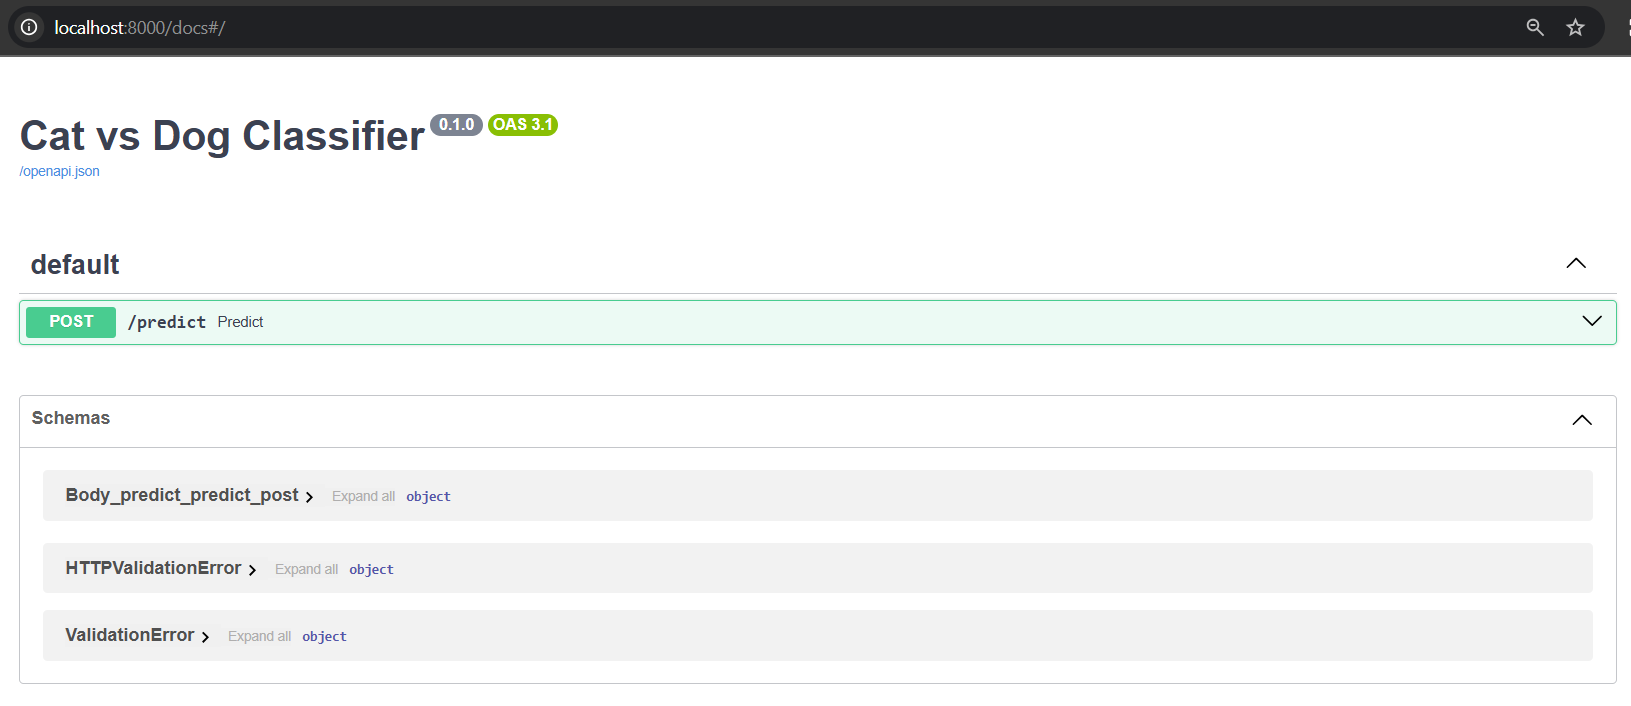 localhost:8000/docs#/
Cat vs Dog Classifier 0.1.0 OAS 3.1
/openapi.json
default
POST /predict Predict
Schemas
Body_predict_predict_post Expand all object
HTTPValidationError Expand all object
ValidationError Expand all object